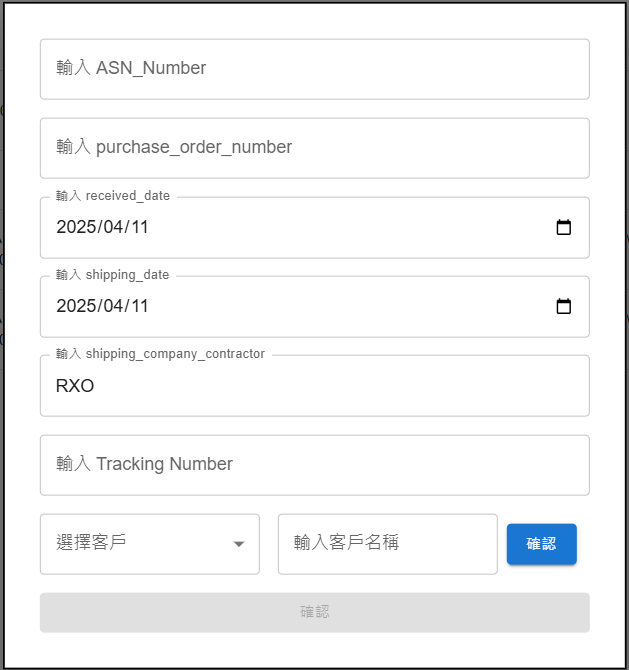 輸入 ASN_Number
輸入 purchase_order_number
輸入 received_date
2025/04/11
輸入 shipping_date
2025/04/11
輸入 shipping_company_contractor
RXO
輸入 Tracking Number
選擇客戶 輸入客戶名稱 確認
確認